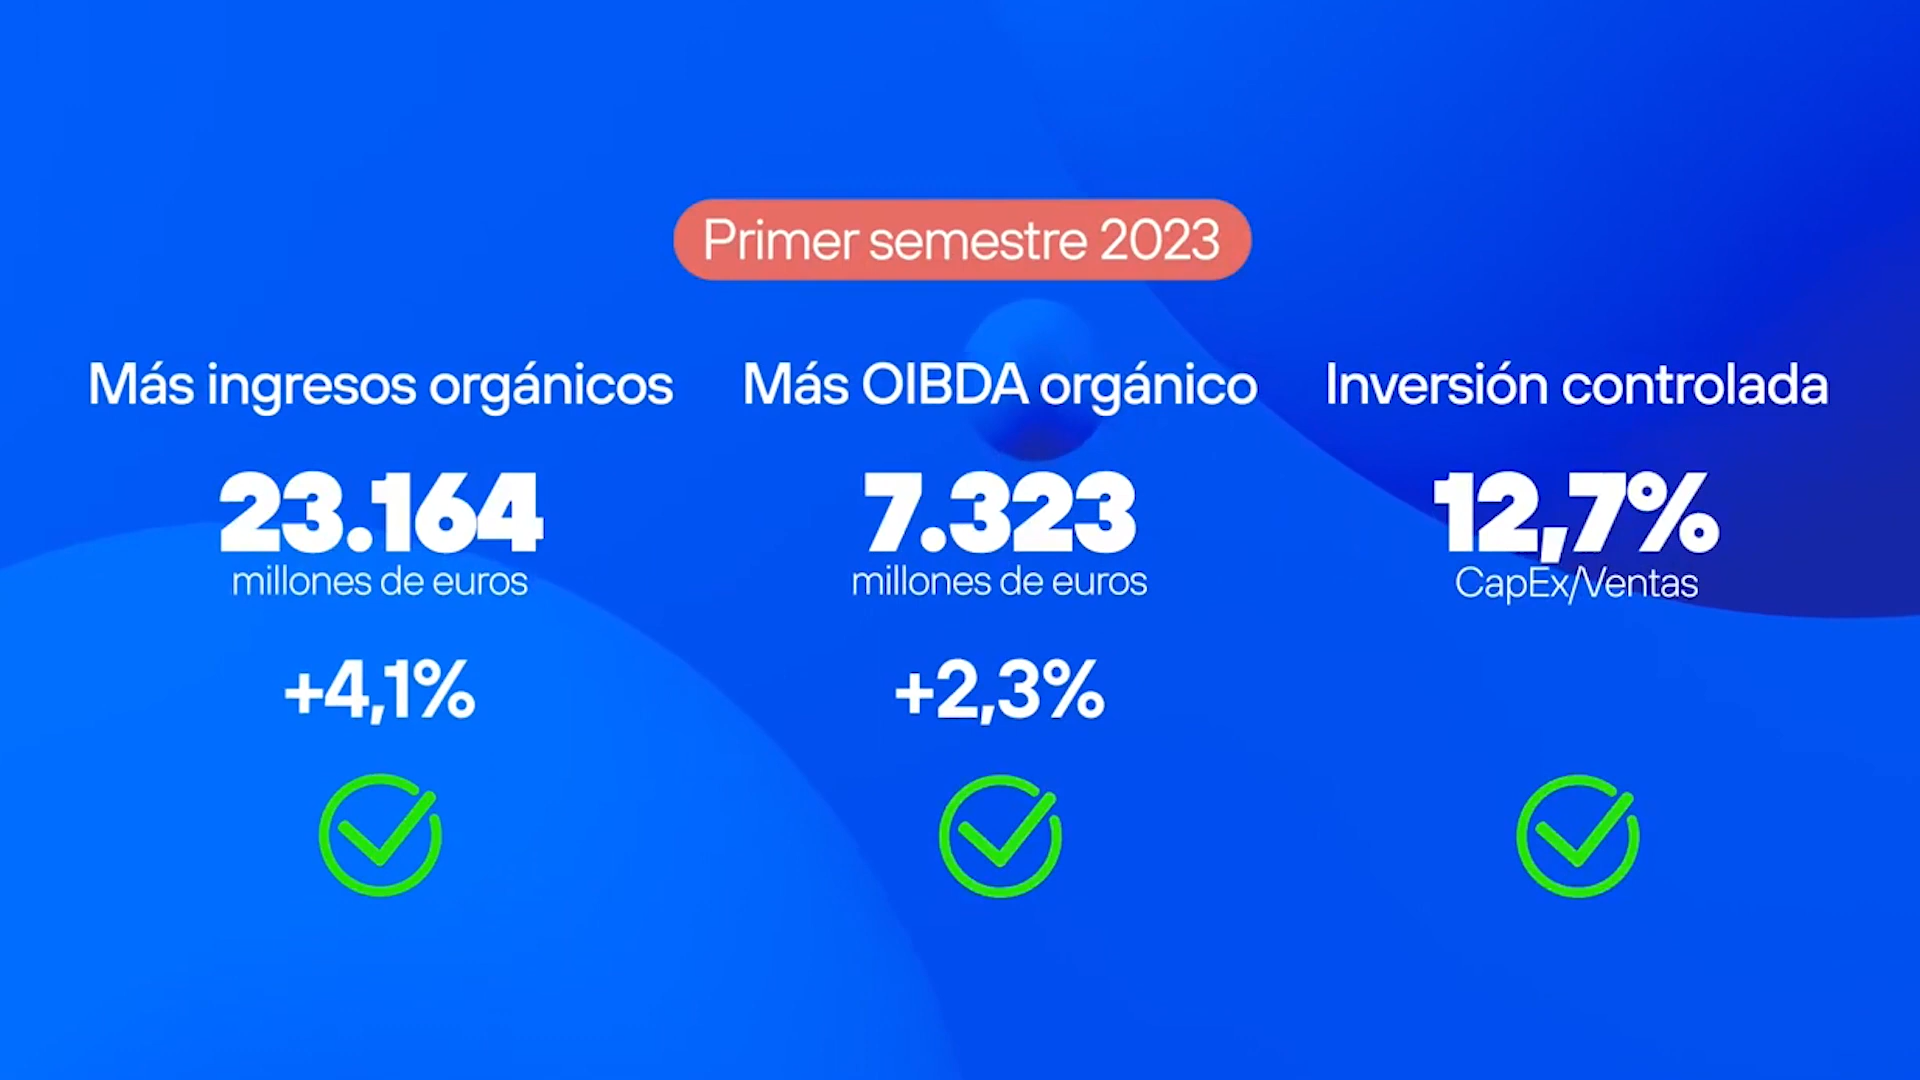 Primer semestre 2023
Más ingresos orgánicos
23.164
millones de euros
+4,1%
Más OIBDA orgánico
7.323
millones de euros
+2,3%
Inversión controlada
12,7%
CapEx/Ventas